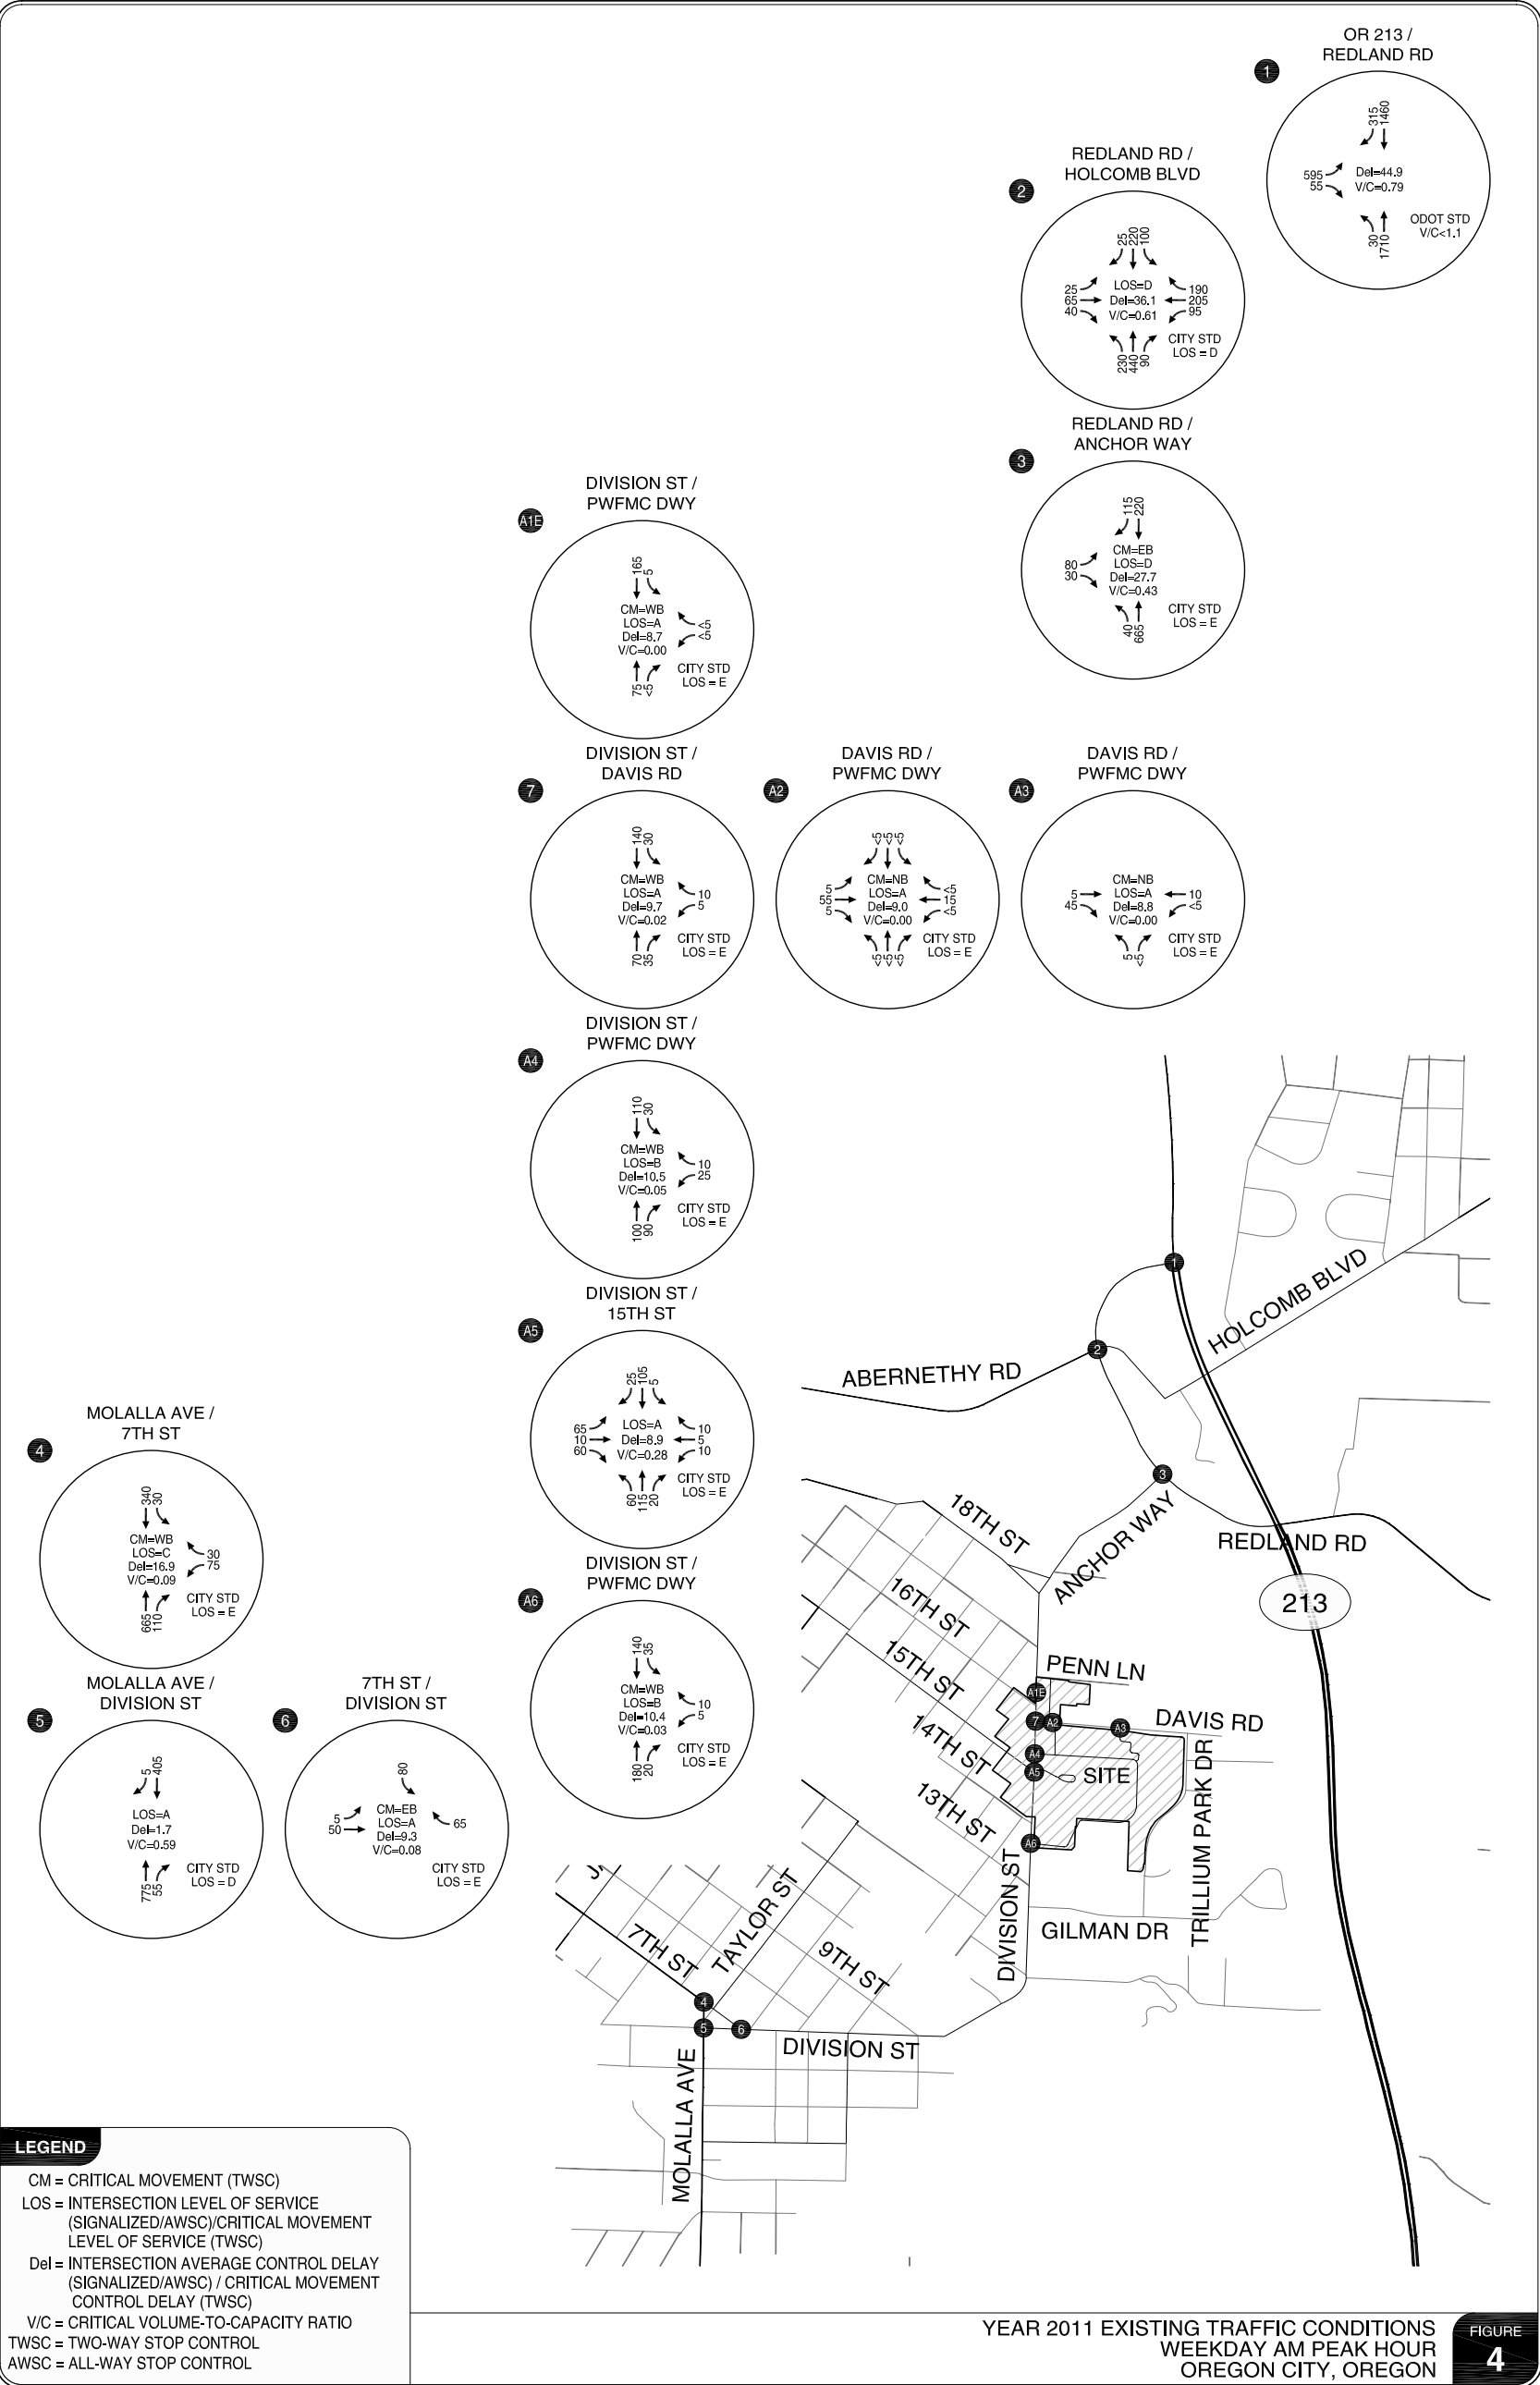 OR 213 /
REDLAND RD
1
315
1460
595
55
Del=44.9
V/C=0.79
30
1710
ODOT STD
V/C<1.1
REDLAND RD /
HOLCOMB BLVD
2
25
220
100
25
65
40
LOS=D
Del=36.1
V/C=0.61
190
205
95
230
440
90
CITY STD
LOS = D
REDLAND RD /
ANCHOR WAY
3
115
220
80
30
CM=EB
LOS=D
Del=27.7
V/C=0.43
40
665
CITY STD
LOS = E
DIVISION ST /
PWFMC DWY
A1E
165
5
CM=WB
LOS=A
Del=8.7
V/C=0.00
<5
<5
75
<5
CITY STD
LOS = E
DIVISION ST /
DAVIS RD
7
140
30
CM=WB
LOS=A
Del=9.7
V/C=0.02
10
5
70
35
CITY STD
LOS = E
DAVIS RD /
PWFMC DWY
A2
<5
<5
<5
5
55
5
CM=NB
LOS=A
Del=9.0
V/C=0.00
<5
15
<5
<5
<5
<5
CITY STD
LOS = E
DAVIS RD /
PWFMC DWY
A3
5
45
CM=NB
LOS=A
Del=8.8
V/C=0.00
10
<5
5
<5
CITY STD
LOS = E
DIVISION ST /
PWFMC DWY
A4
110
30
CM=WB
LOS=B
Del=10.5
V/C=0.05
10
25
100
90
CITY STD
LOS = E
DIVISION ST /
15TH ST
A5
25
105
5
65
10
60
LOS=A
Del=8.9
V/C=0.28
10
5
10
60
115
20
CITY STD
LOS = E
MOLALLA AVE /
7TH ST
4
340
30
CM=WB
LOS=C
Del=16.9
V/C=0.09
30
75
665
110
CITY STD
LOS = E
DIVISION ST /
PWFMC DWY
A6
140
35
CM=WB
LOS=B
Del=10.4
V/C=0.03
10
5
180
20
CITY STD
LOS = E
MOLALLA AVE /
DIVISION ST
5
5
405
LOS=A
Del=1.7
V/C=0.59
775
55
CITY STD
LOS = D
7TH ST /
DIVISION ST
6
80
5
50
CM=EB
LOS=A
Del=9.3
V/C=0.08
65
CITY STD
LOS = E
1
HOLCOMB BLVD
2
ABERNETHY RD
3
18TH ST
ANCHOR WAY
REDLAND RD
213
16TH ST
15TH ST
PENN LN
A1E
7
A2
A3
DAVIS RD
14TH ST
A4
A5
SITE
13TH ST
A6
TRILLIUM PARK DR
DIVISION ST
GILMAN DR
TAYLOR ST
7TH ST
9TH ST
4
5
6
DIVISION ST
MOLALLA AVE
LEGEND
CM = CRITICAL MOVEMENT (TWSC)
LOS = INTERSECTION LEVEL OF SERVICE
(SIGNALIZED/AWSC)/CRITICAL MOVEMENT
LEVEL OF SERVICE (TWSC)
Del = INTERSECTION AVERAGE CONTROL DELAY
(SIGNALIZED/AWSC) / CRITICAL MOVEMENT
CONTROL DELAY (TWSC)
V/C = CRITICAL VOLUME-TO-CAPACITY RATIO
TWSC = TWO-WAY STOP CONTROL
AWSC = ALL-WAY STOP CONTROL
YEAR 2011 EXISTING TRAFFIC CONDITIONS
WEEKDAY AM PEAK HOUR
OREGON CITY, OREGON
FIGURE
4